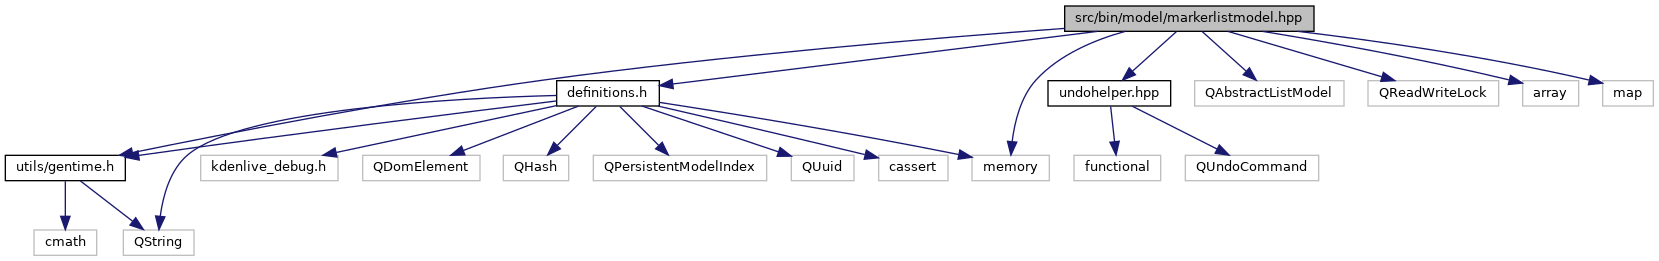 src/bin/model/markerlistmodel.hpp
definitions.h
undohelper.hpp
QAbstractListModel
QReadWriteLock
array
map
utils/gentime.h
kdenlive_debug.h
QDomElement
QHash
QPersistentModelIndex
QUuid
cassert
memory
functional
QUndoCommand
cmath
QString